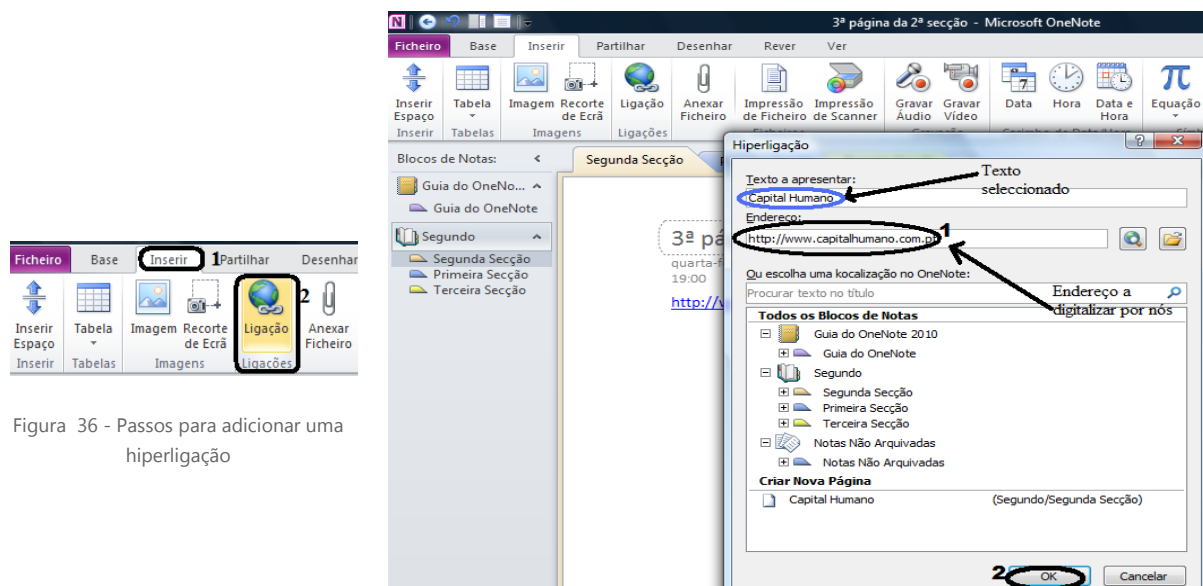 Ficheiro Base Inserir 1 Partilhar Desenhar
Inserir Espaço Tabela Imagem Recorte de Ecrã Ligação 2 Anexar Ficheiro
Inserir Tabelas Imagens Ligações
Figura 36 - Passos para adicionar uma
hiperligação
3ª página da 2ª secção - Microsoft OneNote
Ficheiro Base Inserir Partilhar Desenhar Rever Ver
Inserir Espaço Tabela Imagem Recorte de Ecrã Ligação Anexar Ficheiro Impressão de Ficheiro Impressão de Scanner Gravar Áudio Gravar Vídeo Data Hora Data e Hora Equação
Inserir Tabelas Imagens Ligações
Blocos de Notas:
Guia do OneNo...
Guia do OneNote
Segundo
Segunda Secção
Primeira Secção
Terceira Secção
Segunda Secção
3ª pá
quarta-f
19:00
http://
Hiperligação
Texto a apresentar:
Texto
seleccionado
Capital Humano
Endereço:
1
http://www.capitalhumano.com.pt
Ou escolha uma kocalização no OneNote:
Procurar texto no título
Endereço a
digitalizar por nós
Todos os Blocos de Notas
Guia do OneNote 2010
Guia do OneNote
Segundo
Segunda Secção
Primeira Secção
Terceira Secção
Notas Não Arquivadas
Notas Não Arquivadas
Criar Nova Página
Capital Humano (Segundo/Segunda Secção)
2 OK Cancelar